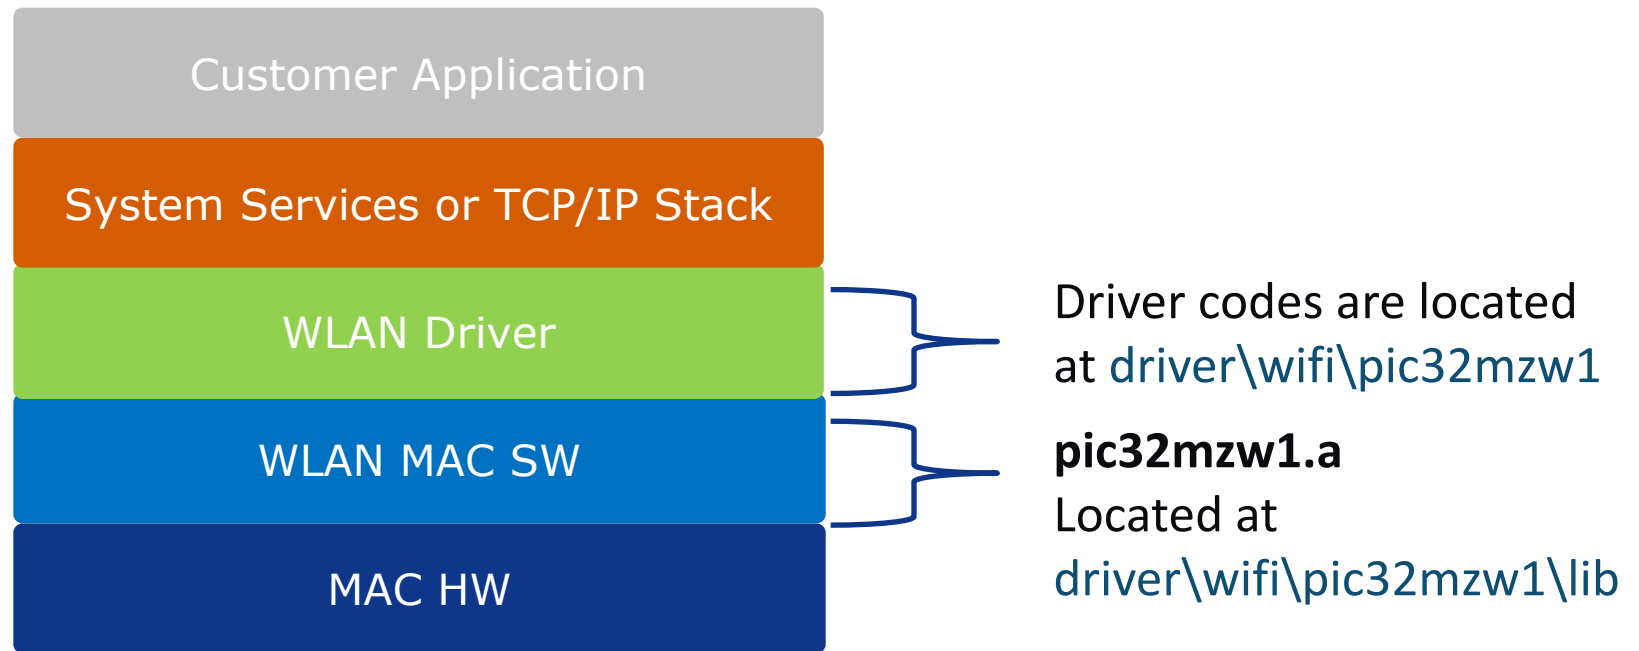 Customer Application
System Services or TCP/IP Stack
WLAN Driver
Driver codes are located
at driver\wifi\pic32mzw1
WLAN MAC SW
pic32mzw1.a
Located at
driver\wifi\pic32mzw1\lib
MAC HW